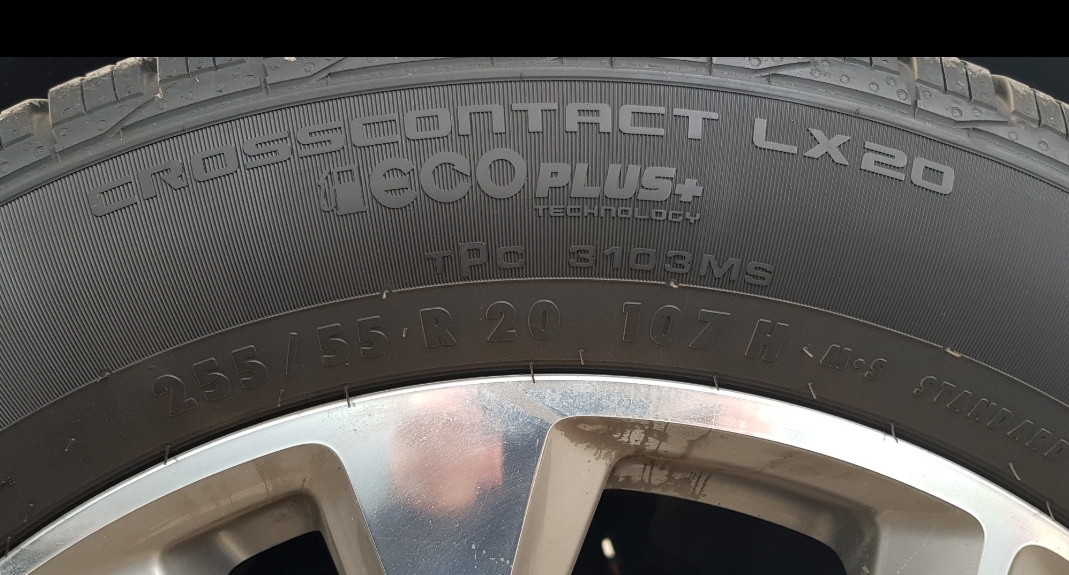 CROSSCONTACT LX20
ECO PLUS+
TECHNOLOGY
TPC 3103MS
255/55 R 20 107 H M+S STANDARD